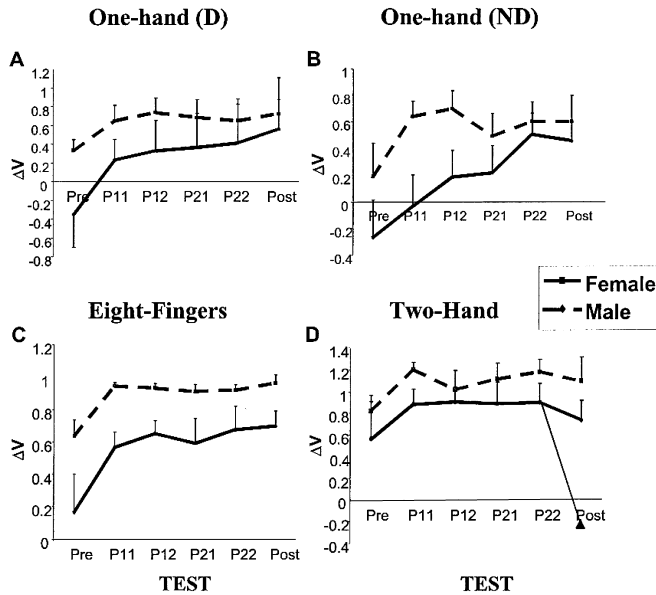 One-hand (D)
One-hand (ND)
A
1.2
1
0.8
0.6
0.4
0.2
0
-0.2
-0.4
-0.6
-0.8
ΔV
Pre P11 P12 P21 P22 Post
B
1
0.8
0.6
0.4
0.2
0
-0.2
-0.4
ΔV
Pre P11 P12 P21 P22 Post
Female
Male
Eight-Fingers
Two-Hand
C
1.2
1
0.8
0.6
0.4
0.2
0
ΔV
Pre P11 P12 P21 P22 Post
TEST
D
1.4
1.2
1
0.8
0.6
0.4
0.2
0
-0.2
-0.4
ΔV
Pre P11 P12 P21 P22 Post
TEST